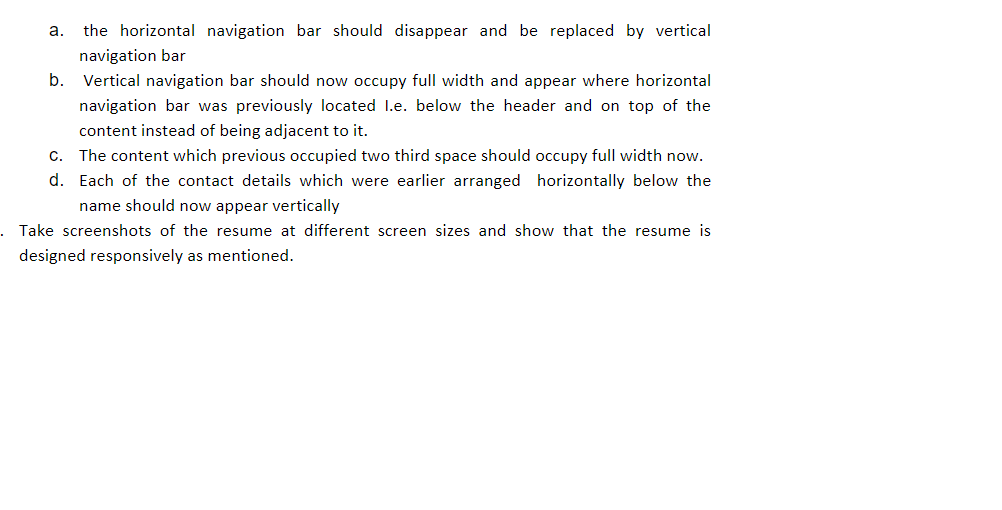 a. the horizontal navigation bar should disappear and be replaced by vertical
navigation bar
b. Vertical navigation bar should now occupy full width and appear where horizontal
navigation bar was previously located I.e. below the header and on top of the
content instead of being adjacent to it.
c. The content which previous occupied two third space should occupy full width now.
d. Each of the contact details which were earlier arranged horizontally below the
name should now appear vertically
. Take screenshots of the resume at different screen sizes and show that the resume is
designed responsively as mentioned.